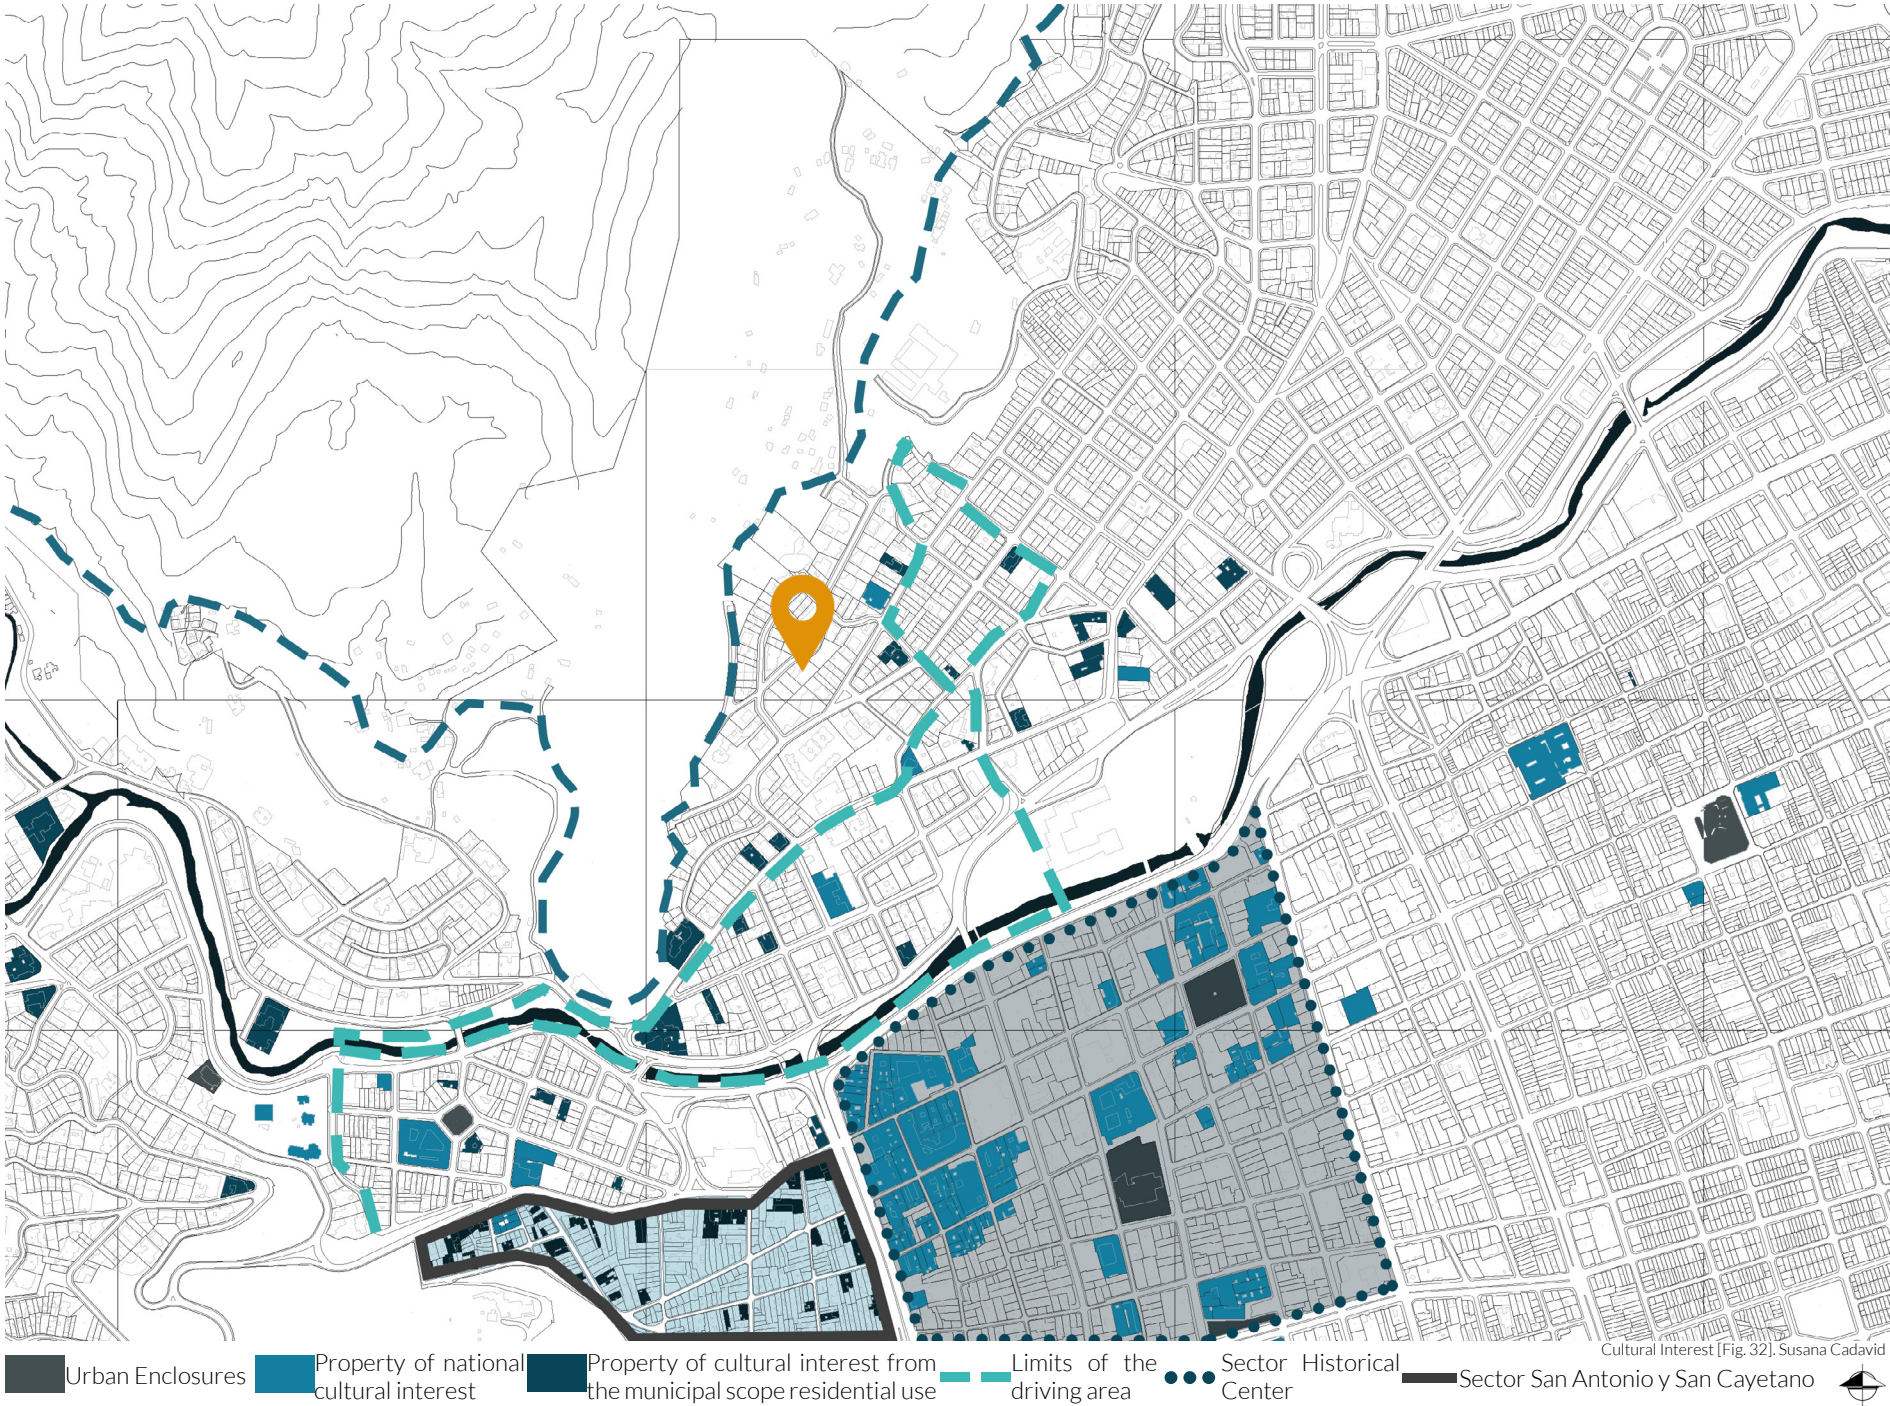 Cultural Interest [Fig. 32]. Susana Cadavid
Urban Enclosures
Property of national
cultural interest
Property of cultural interest from
the municipal scope residential use
Limits of the
driving area
Sector Historical
Center
Sector San Antonio y San Cayetano